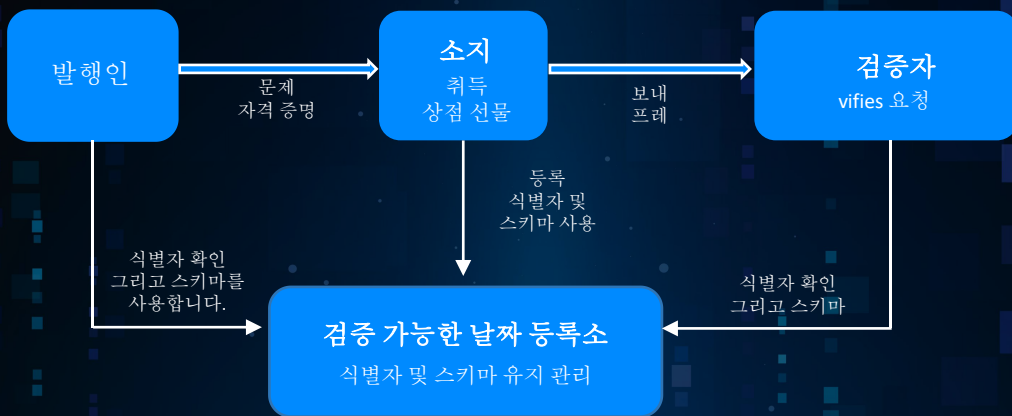 발행인
문제
자격 증명
소지
취득
상점 선물
보내
프레
검증자
vifies 요청
등록
식별자 및
스키마 사용
식별자 확인
그리고 스키마를
사용합니다.
식별자 확인
그리고 스키마
검증 가능한 날짜 등록소
식별자 및 스키마 유지 관리